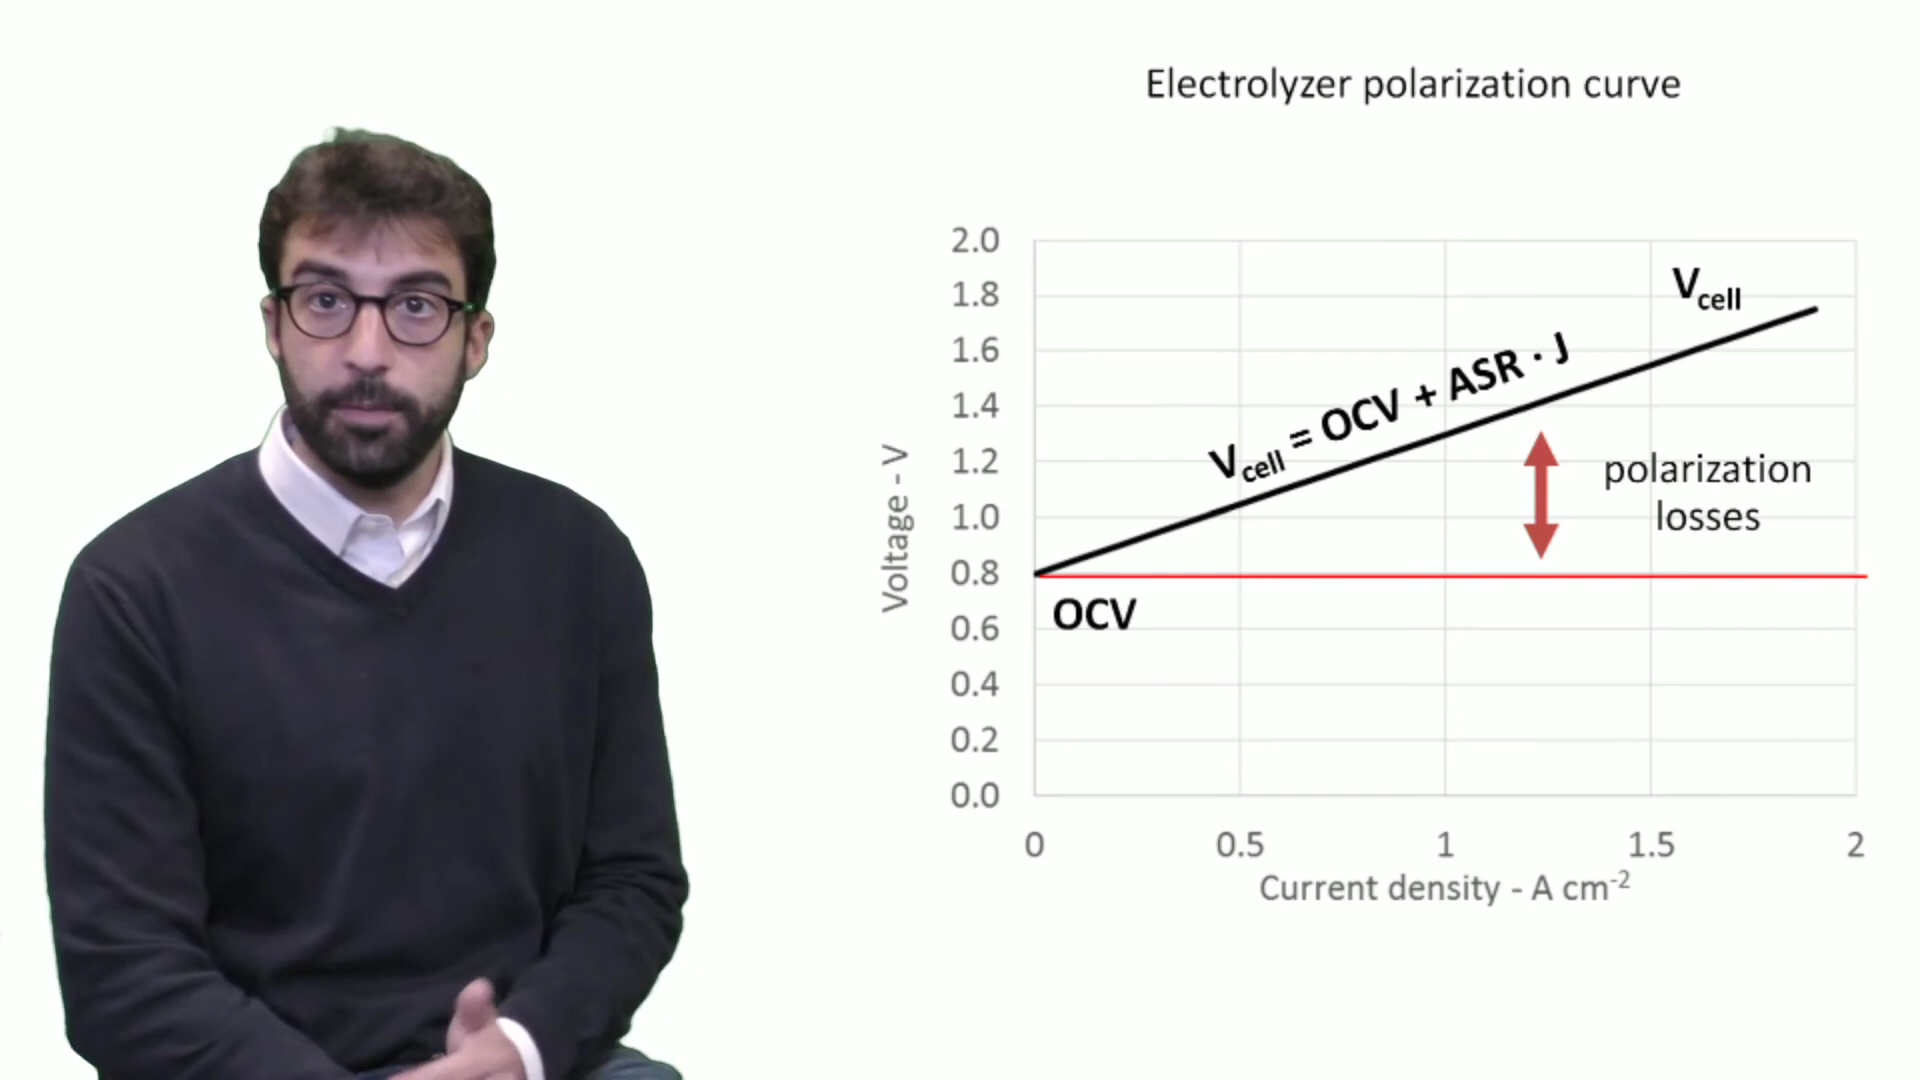 Electrolyzer polarization curve
2.0
1.8
1.6
1.4
1.2
1.0
0.8
0.6
0.4
0.2
0.0
Voltage - V
V_cell
V_cell = OCV + ASR · J
polarization
losses
OCV
0 0.5 1 1.5 2
Current density - A cm⁻²